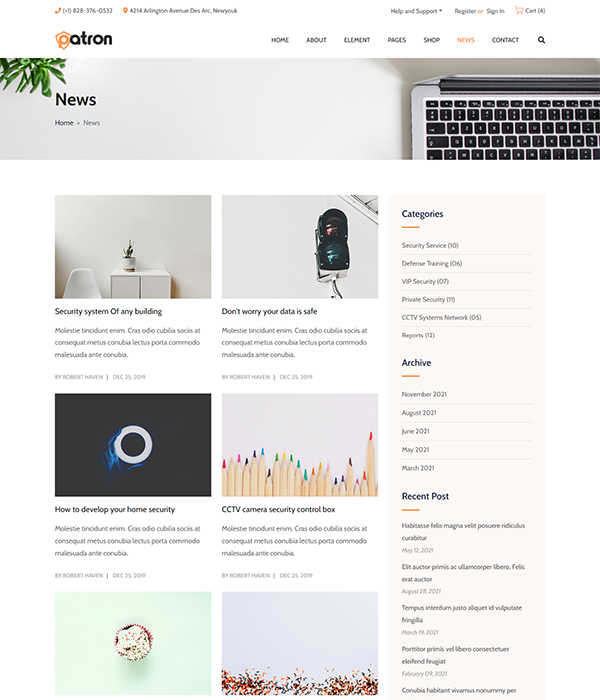 (+1) 828-376-0532 4214 Arlington Avenue Des Arc, Newyouk Help and Support Register or Sign In Cart (4)
patron HOME ABOUT ELEMENT PAGES SHOP NEWS CONTACT
News
Home > News
Security system Of any building
Molestie tincidunt enim. Cras odio cubilia sociis at
consequat metus conubia lectus porta commodo
malesuada ante conubia.
BY ROBERT HAVEN | DEC 25, 2019
Don't worry your data is safe
Molestie tincidunt enim. Cras odio cubilia sociis at
consequat metus conubia lectus porta commodo
malesuada ante conubia.
BY ROBERT HAVEN | DEC 25, 2019
How to develop your home security
Molestie tincidunt enim. Cras odio cubilia sociis at
consequat metus conubia lectus porta commodo
malesuada ante conubia.
BY ROBERT HAVEN | DEC 25, 2019
CCTV camera security control box
Molestie tincidunt enim. Cras odio cubilia sociis at
consequat metus conubia lectus porta commodo
malesuada ante conubia.
BY ROBERT HAVEN | DEC 25, 2019
Categories
Security Service (10)
Defense Training (06)
VIP Security (07)
Private Security (11)
CCTV Systems Network (05)
Reports (12)
Archive
November 2021
August 2021
June 2021
May 2021
March 2021
Recent Post
Habitasse felis magna velit posuere ridiculus
curabitur
May 12, 2021
Elit auctor primis ac ullamcorper libero. Felis
erat auctor
August 28, 2021
Tempus interdum justo aliquet id vulputate
fringilla
March 19, 2021
Porttitor primis vel libero consectetuer
eleifend feugiat
February 09, 2021
Conubia habitant vivamus nonummy per